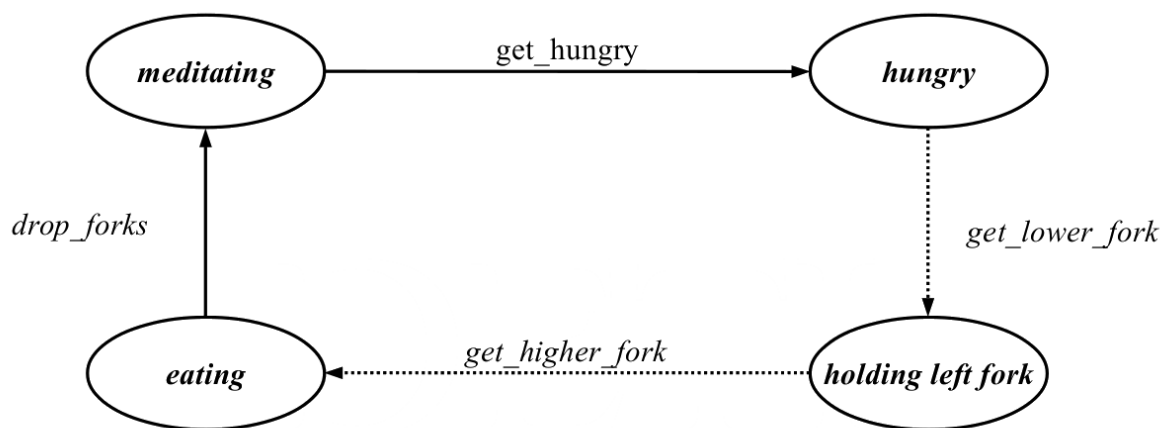 meditating
get_hungry
hungry
drop_forks
get_lower_fork
eating
get_higher_fork
holding left fork